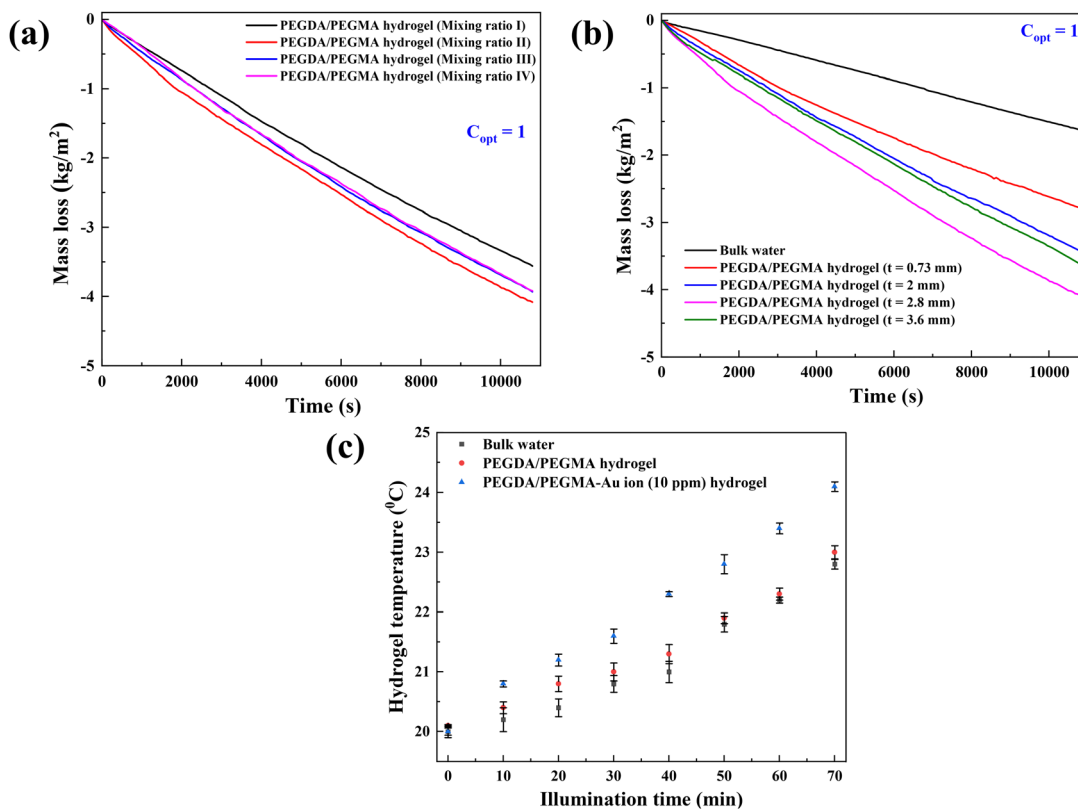 (a)
0
-1
-2
-3
-4
-5
Mass loss (kg/m²)
PEGDA/PEGMA hydrogel (Mixing ratio I)
PEGDA/PEGMA hydrogel (Mixing ratio II)
PEGDA/PEGMA hydrogel (Mixing ratio III)
PEGDA/PEGMA hydrogel (Mixing ratio IV)
Copt = 1
0 2000 4000 6000 8000 10000
Time (s)
(b)
0
-1
-2
-3
-4
-5
Mass loss (kg/m²)
Copt = 1
Bulk water
PEGDA/PEGMA hydrogel (t = 0.73 mm)
PEGDA/PEGMA hydrogel (t = 2 mm)
PEGDA/PEGMA hydrogel (t = 2.8 mm)
PEGDA/PEGMA hydrogel (t = 3.6 mm)
0 2000 4000 6000 8000 10000
Time (s)
(c)
25
24
23
22
21
20
Hydrogel temperature (⁰C)
Bulk water
PEGDA/PEGMA hydrogel
PEGDA/PEGMA-Au ion (10 ppm) hydrogel
0 10 20 30 40 50 60 70
Illumination time (min)